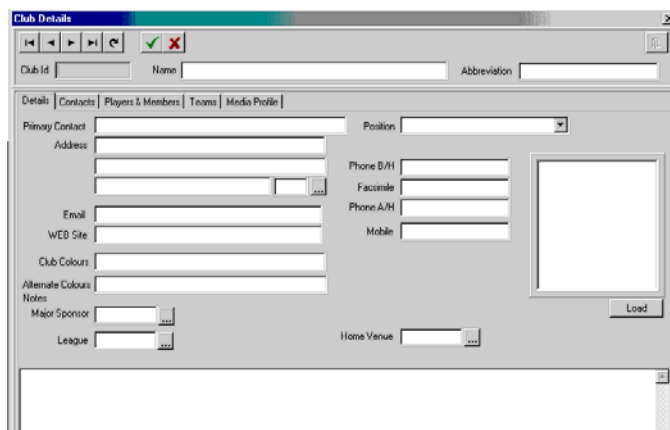 Club Details
Club Id Name Abbreviation
Details Contacts Players & Members Teams Media Profile
Primary Contact Position
Address
Phone B/H
Facsimile
Phone A/H
Email
WEB Site
Mobile
Club Colours
Alternate Colours
Notes
Major Sponsor ...
Load
League ... Home Venue ...